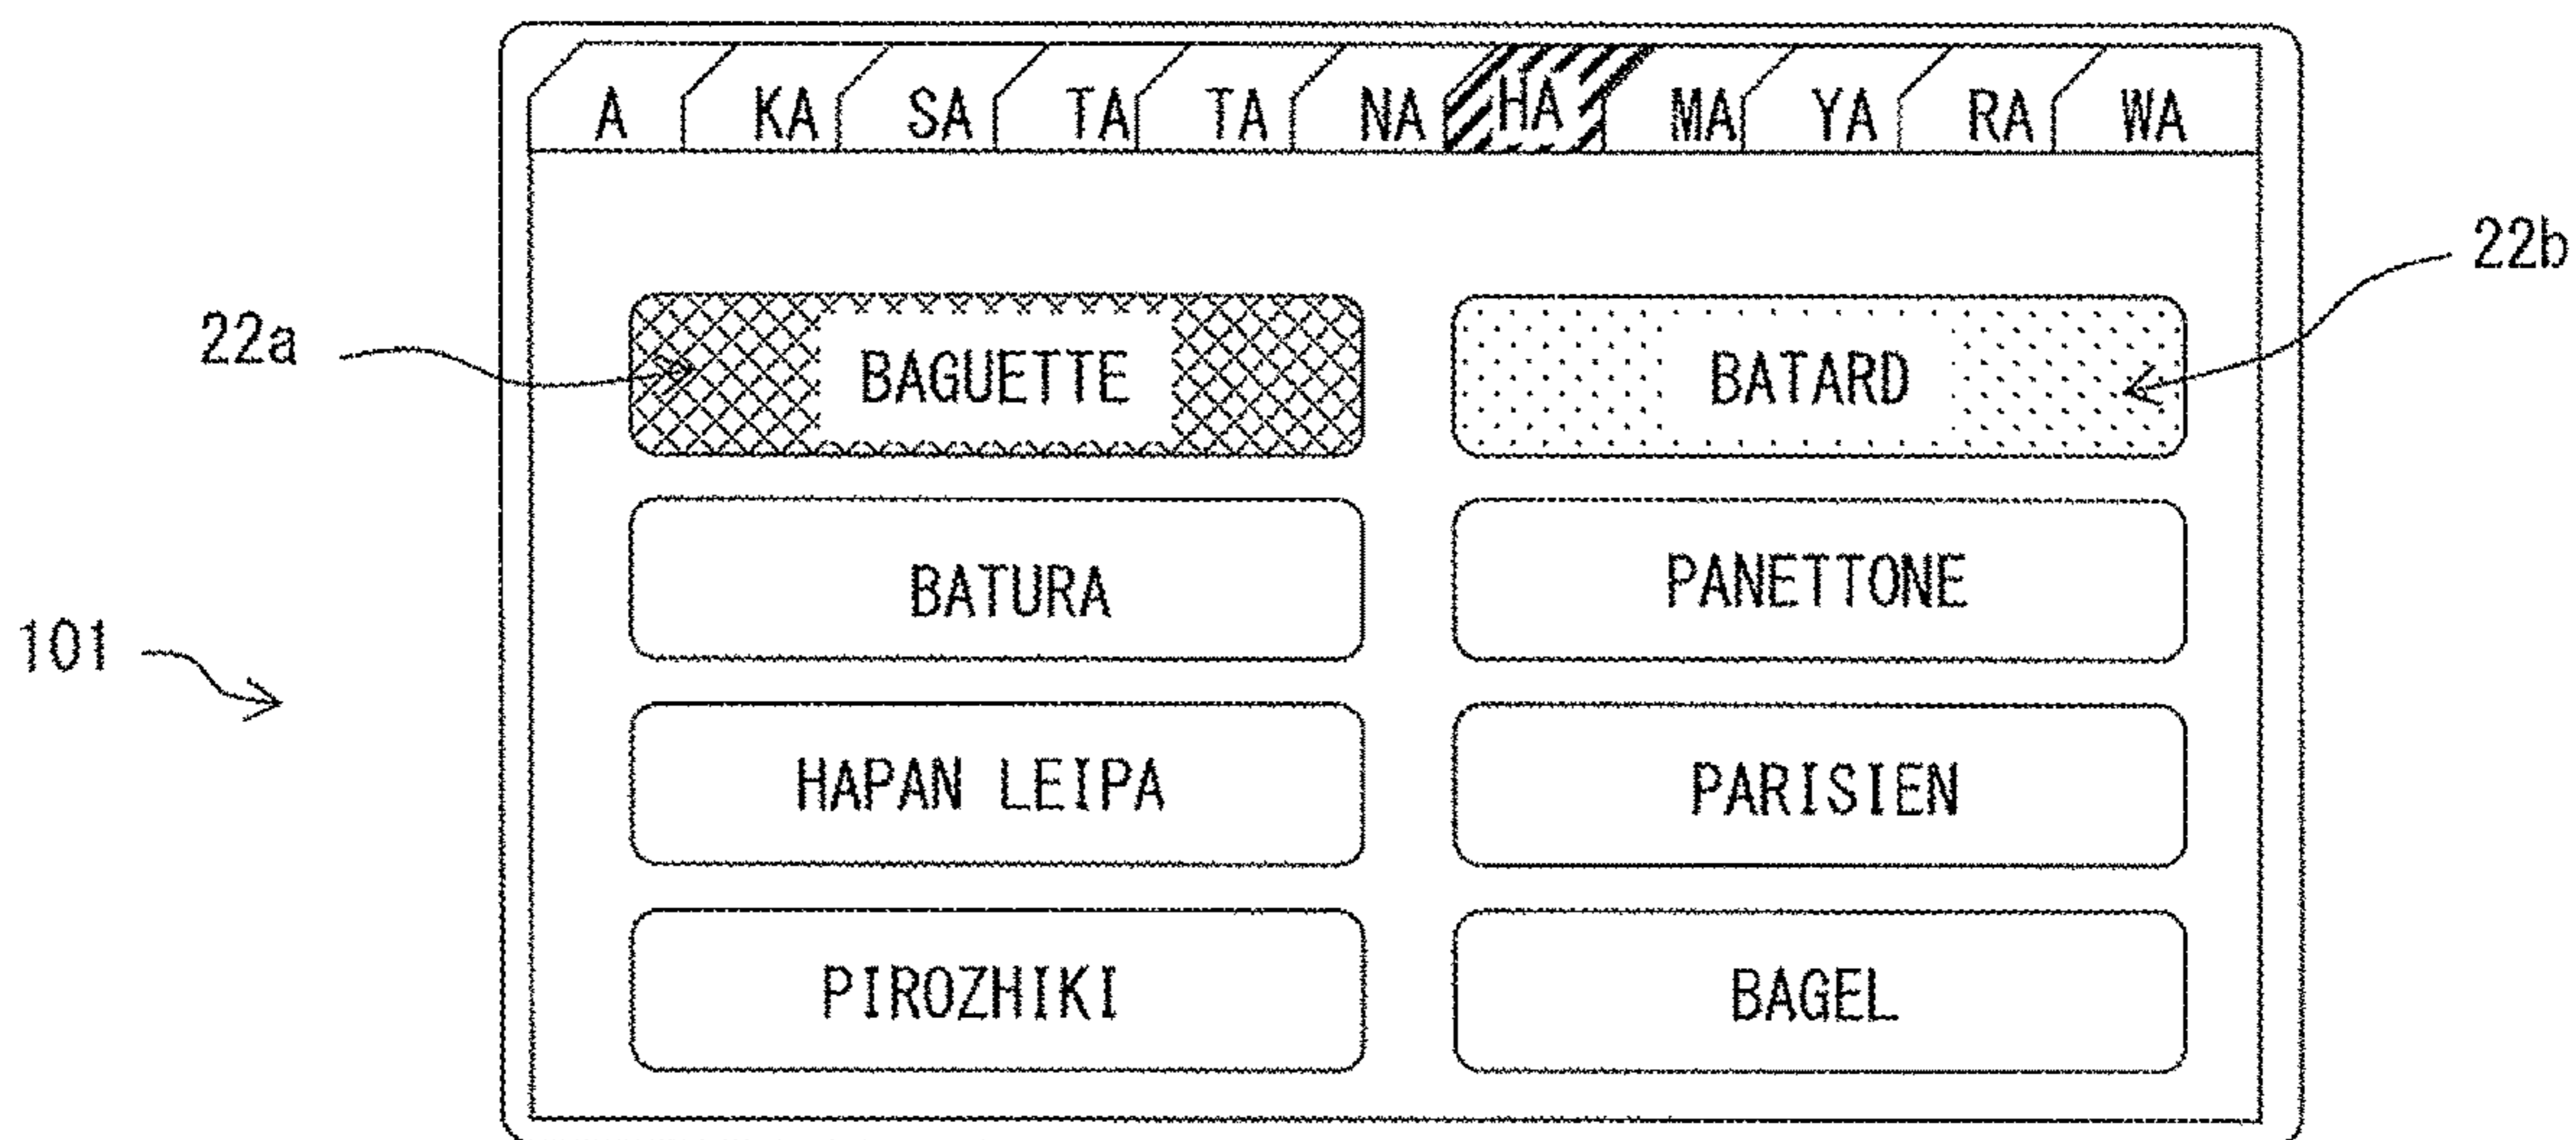 A KA SA TA TA NA HA MA YA RA WA
22b
22a
BAGUETTE BATARD
BATURA PANETTONE
101
HAPAN LEIPA PARISIEN
PIROZHIKI BAGEL